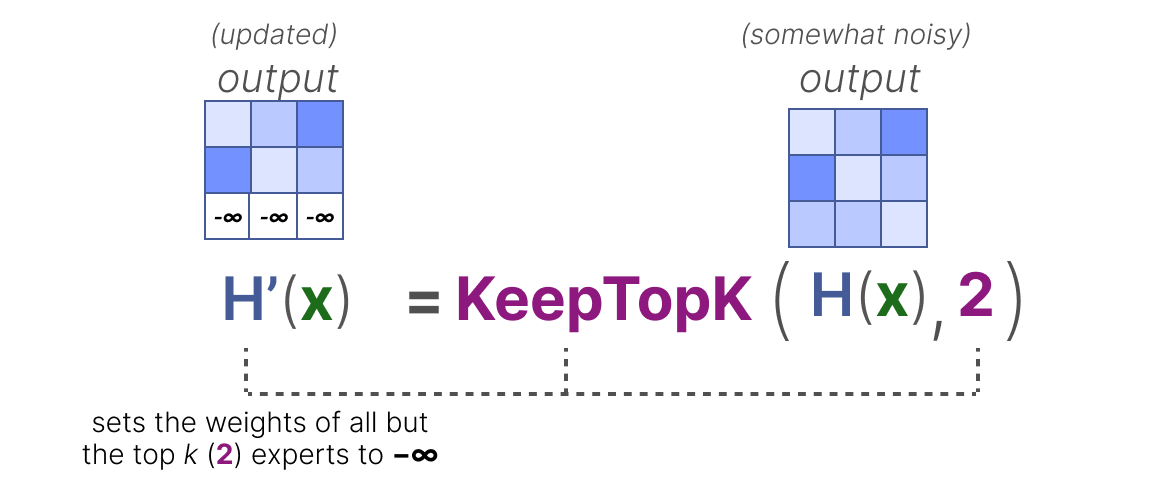 (updated)
output
(somewhat noisy)
output
-∞ -∞ -∞
H’(x) = KeepTopK ( H(x), 2 )
sets the weights of all but
the top k (2) experts to -∞